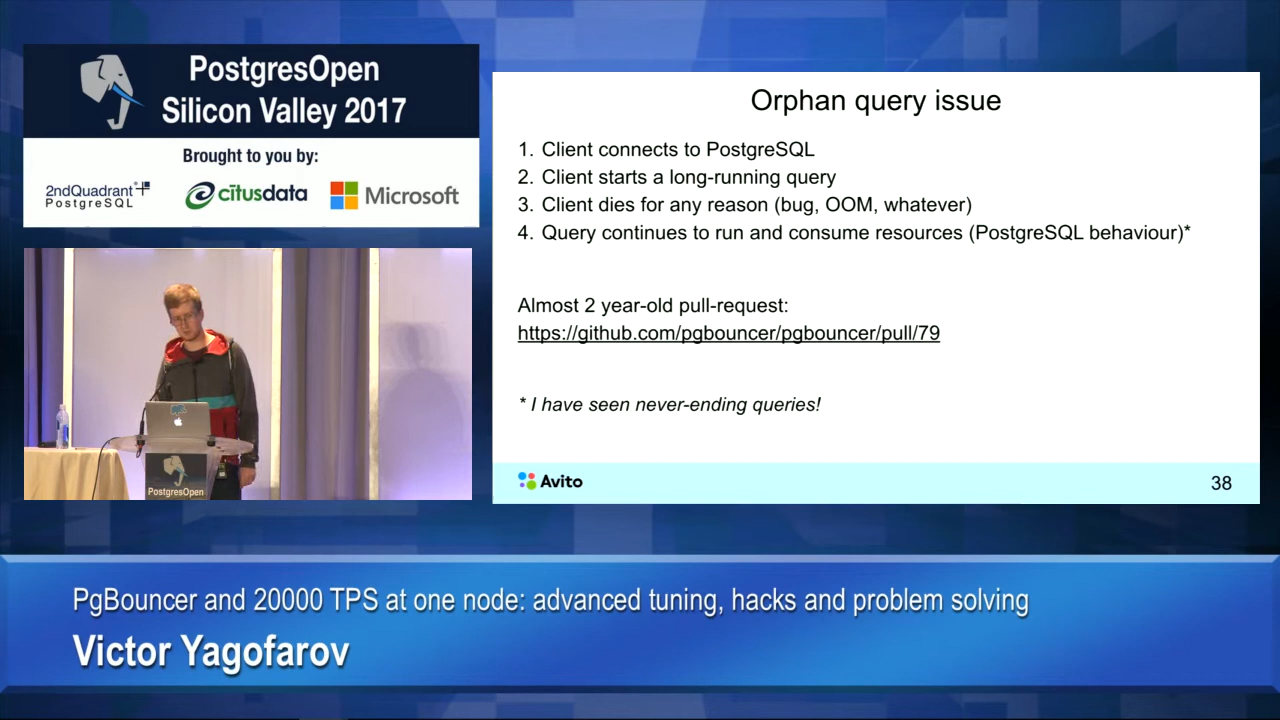 PostgresOpen
Silicon Valley 2017
Brought to you by:
2ndQuadrant
PostgreSQL
citusdata
Microsoft
PostgresOpen
Orphan query issue
1. Client connects to PostgreSQL
2. Client starts a long-running query
3. Client dies for any reason (bug, OOM, whatever)
4. Query continues to run and consume resources (PostgreSQL behaviour)*
Almost 2 year-old pull-request:
https://github.com/pgbouncer/pgbouncer/pull/79
* I have seen never-ending queries!
Avito
38
PgBouncer and 20000 TPS at one node: advanced tuning, hacks and problem solving
Victor Yagofarov